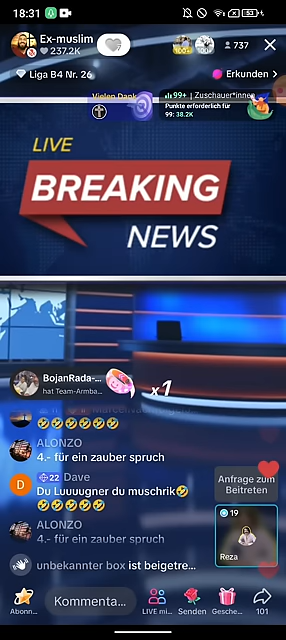 18:31
Ex-muslim
237.2K
100+
737
Liga B4 Nr. 26
Erkunden
Vielen Dank
99+ | Zuschauer*innen
Punkte erforderlich für
99: 38.2K
LIVE
BREAKING
NEWS
BojanRada-...
hat Team-Armba...
x1
ALONZO
4.- für ein zauber spruch
22 Dave
Du Luuuugner du muschrik🤣
🤣🤣🤣🤣🤣
ALONZO
4.- für ein zauber spruch
unbekannter box ist beigetre...
Anfrage zum
Beitreten
19
Reza
Abonn...
Kommenta...
LIVE mi...
Senden
Gesche...
101